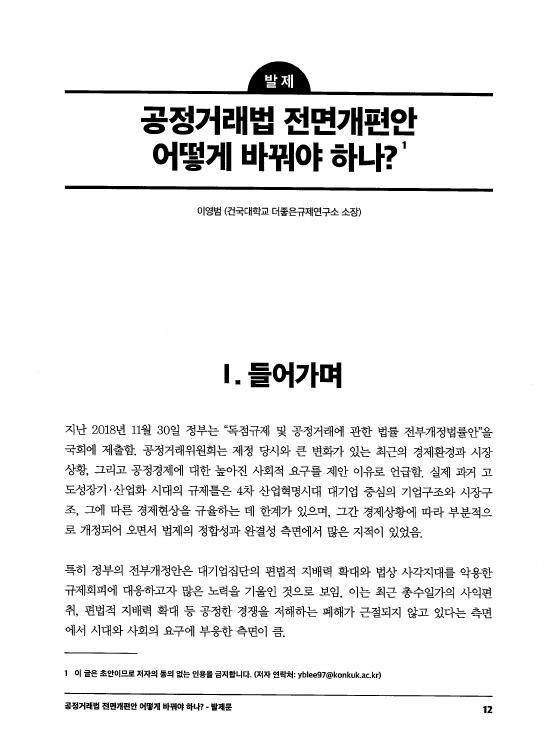 발 제
공정거래법 전면개편안
어떻게 바꿔야 하나?1
이영범 (건국대학교 더좋은규제연구소 소장)
I. 들어가며
지난 2018년 11월 30일 정부는 “독점규제 및 공정거래에 관한 법률 전부개정법률안”을
국회에 제출함. 공정거래위원회는 제정 당시와 큰 변화가 있는 최근의 경제환경과 시장
상황, 그리고 공정경제에 대한 높아진 사회적 요구를 제안 이유로 언급함. 실제 과거 고
도성장기·산업화 시대의 규제틀은 4차 산업혁명시대 대기업 중심의 기업구조와 시장구
조, 그에 따른 경제현상을 규율하는 데 한계가 있으며, 그간 경제상황에 따라 부분적으
로 개정되어 오면서 법제의 정합성과 완결성 측면에서 많은 지적이 있었음.
특히 정부의 전부개정안은 대기업집단의 편법적 지배력 확대와 법상 사각지대를 악용한
규제회피에 대응하고자 많은 노력을 기울인 것으로 보임. 이는 최근 총수일가의 사익편
취, 편법적 지배력 확대 등 공정한 경쟁을 저해하는 폐해가 근절되지 않고 있다는 측면
에서 시대와 사회의 요구에 부응한 측면이 큼.
1 이 글은 초안이므로 저자의 동의 없는 인용을 금지합니다. (저자 연락처: yblee97@konkuk.ac.kr)
공정거래법 전면개편안 어떻게 바꿔야 하나? - 발제문
12